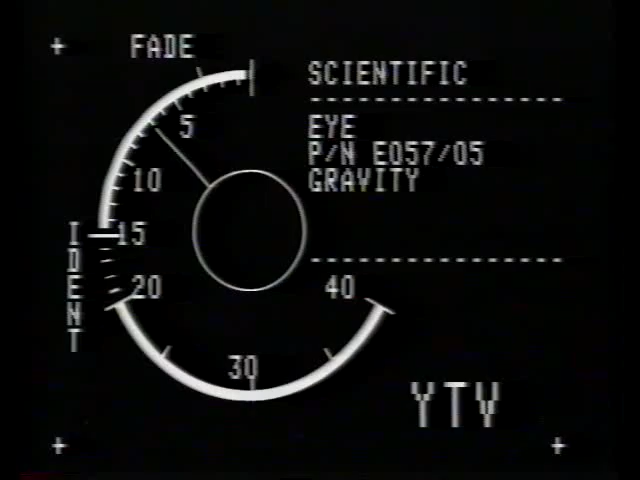 FADE
SCIENTIFIC
EYE
P/N E057/05
GRAVITY
5
10
15
20
30
40
IDENT
YTV